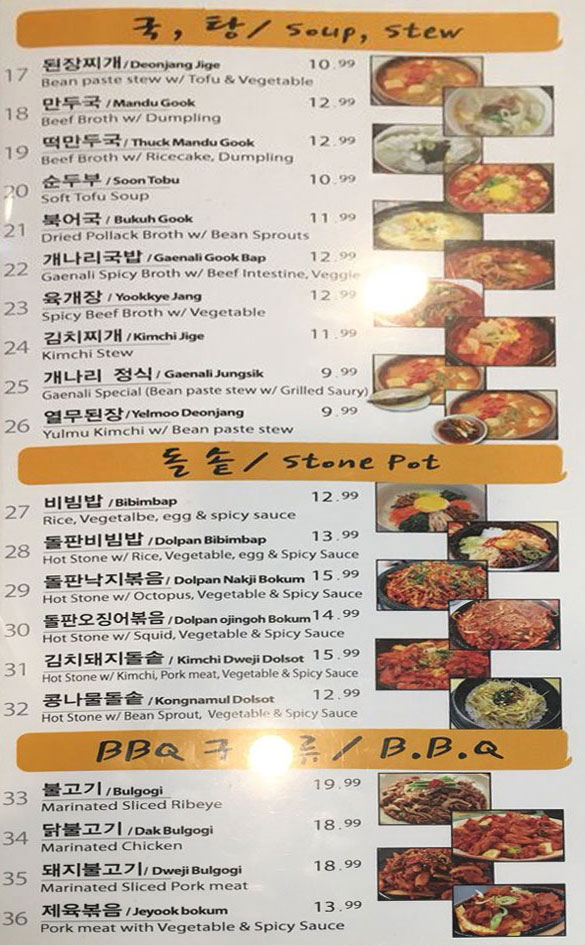 국, 탕 / Soup, Stew
17 된장찌개/Deonjang Jige 10.99
Bean paste stew w/ Tofu & Vegetable
18 만두국 /Mandu Gook 12.99
Beef Broth w/ Dumpling
19 떡만두국/ Thuck Mandu Gook 12.99
Beef Broth w/ Ricecake, Dumpling
20 순두부 /Soon Tobu 10.99
Soft Tofu Soup
21 북어국 / Bukuh Gook 11.99
Dried Pollack Broth w/ Bean Sprouts
22 개나리국밥/Gaenali Gook Bap 12.99
Gaenali Spicy Broth w/ Beef Intestine, Veggie
23 육개장 / Yookkye Jang 12.99
Spicy Beef Broth w/ Vegetable
24 김치찌개/Kimchi Jige 11.99
Kimchi Stew
25 개나리 정식/ Gaenali Jungsik 9.99
Gaenali Special (Bean paste stew w/ Grilled Saury)
26 열무된장/Yelmoo Deonjang 9.99
Yulmu Kimchi w/ Bean paste stew
돌솥 / Stone Pot
27 비빔밥 /Bibimbap 12.99
Rice, Vegetalbe, egg & spicy sauce
28 돌판비빔밥/Dolpan Bibimbap 13.99
Hot Stone w/ Rice, Vegetable, egg & Spicy Sauce
29 돌판낙지볶음/ Dolpan Nakji Bokum 15.99
Hot Stone w/ Octopus, Vegetable & Spicy Sauce
30 돌판오징어볶음/Dolpan ojingoh Bokum 14.99
Hot Stone w/ Squid, Vegetable & Spicy Sauce
31 김치돼지돌솥 / Kimchi Dweji Dolsot 15.99
Hot Stone w/ Kimchi, Pork meat, Vegetable & Spicy Sauce
32 콩나물돌솥 /Kongnamul Dolsot 12.99
Hot Stone w/ Bean Sprout, Vegetable & Spicy Sauce
BBQ 구 류 / B.B.Q
33 불고기 /Bulgogi 19.99
Marinated Sliced Ribeye
34 닭불고기/ Dak Bulgogi 18.99
Marinated Chicken
35 돼지불고기/ Dweji Bulgogi 18.99
Marinated Sliced Pork meat
36 제육볶음 /Jeyook bokum 13.99
Pork meat with Vegetable & Spicy Sauce